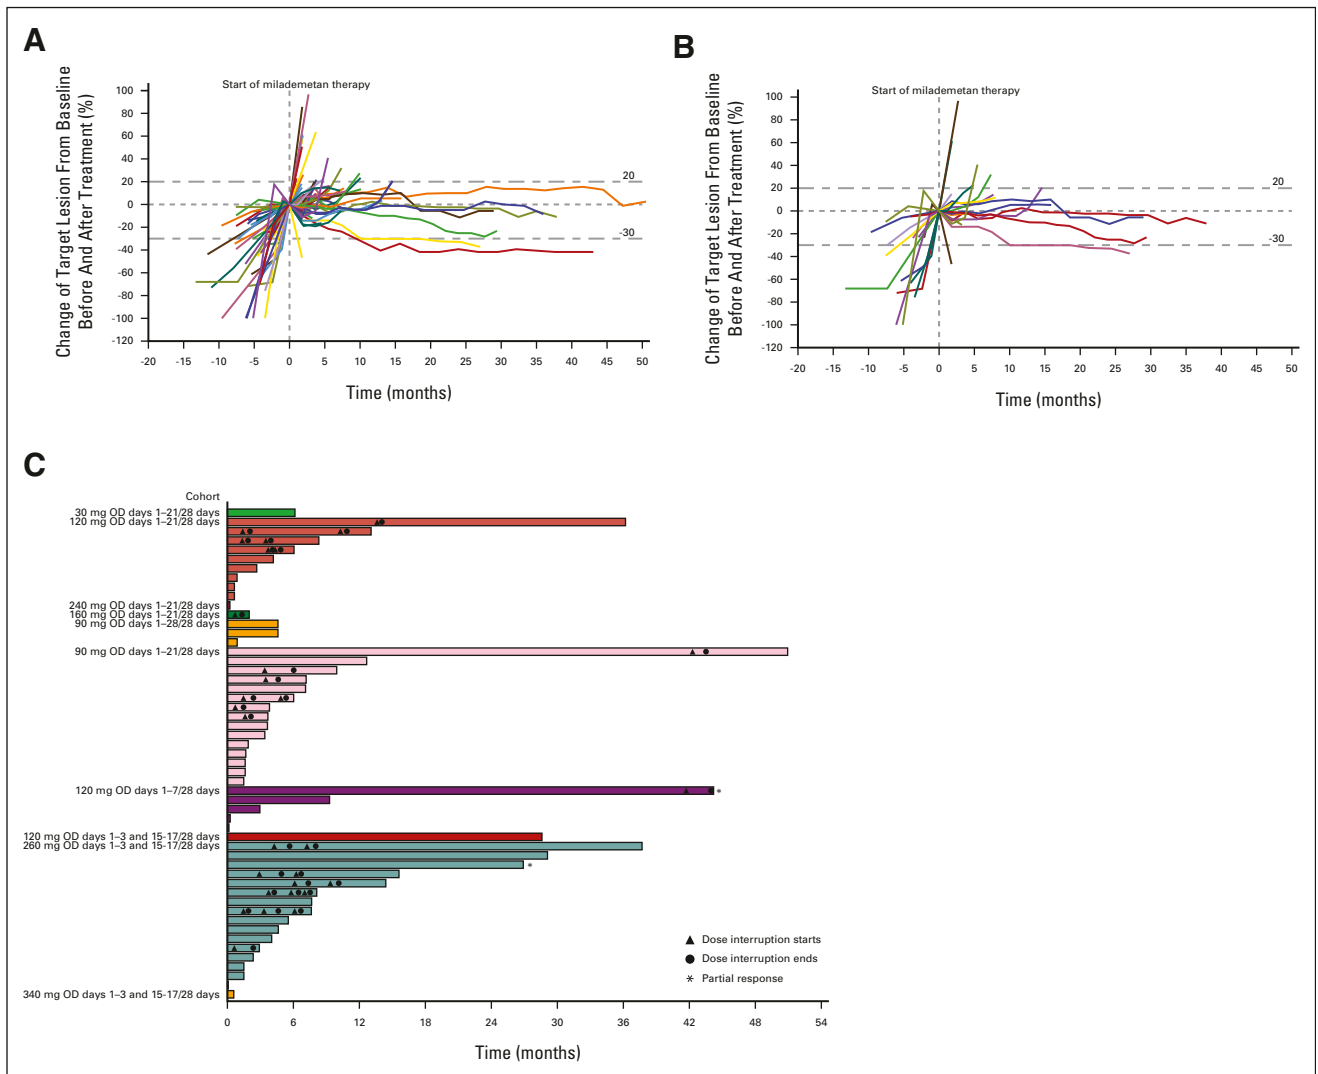 A
Change of Target Lesion From Baseline
Before And After Treatment (%)
Start of milademetan therapy
100
80
60
40
20
0
-20
-40
-60
-80
-100
-120
20
-30
-20 -15 -10 -5 0 5 10 15 20 25 30 35 40 45 50
Time (months)
B
Change of Target Lesion From Baseline
Before And After Treatment (%)
Start of milademetan therapy
100
80
60
40
20
0
-20
-40
-60
-80
-100
-120
20
-30
-20 -15 -10 -5 0 5 10 15 20 25 30 35 40 45 50
Time (months)
C
Cohort
30 mg OD days 1–21/28 days
120 mg OD days 1–21/28 days
240 mg OD days 1–21/28 days
160 mg OD days 1–21/28 days
90 mg OD days 1–28/28 days
90 mg OD days 1–21/28 days
120 mg OD days 1–7/28 days
*
120 mg OD days 1–3 and 15-17/28 days
260 mg OD days 1–3 and 15-17/28 days
*
340 mg OD days 1–3 and 15-17/28 days
▲ Dose interruption starts
● Dose interruption ends
* Partial response
0 6 12 18 24 30 36 42 48 54
Time (months)